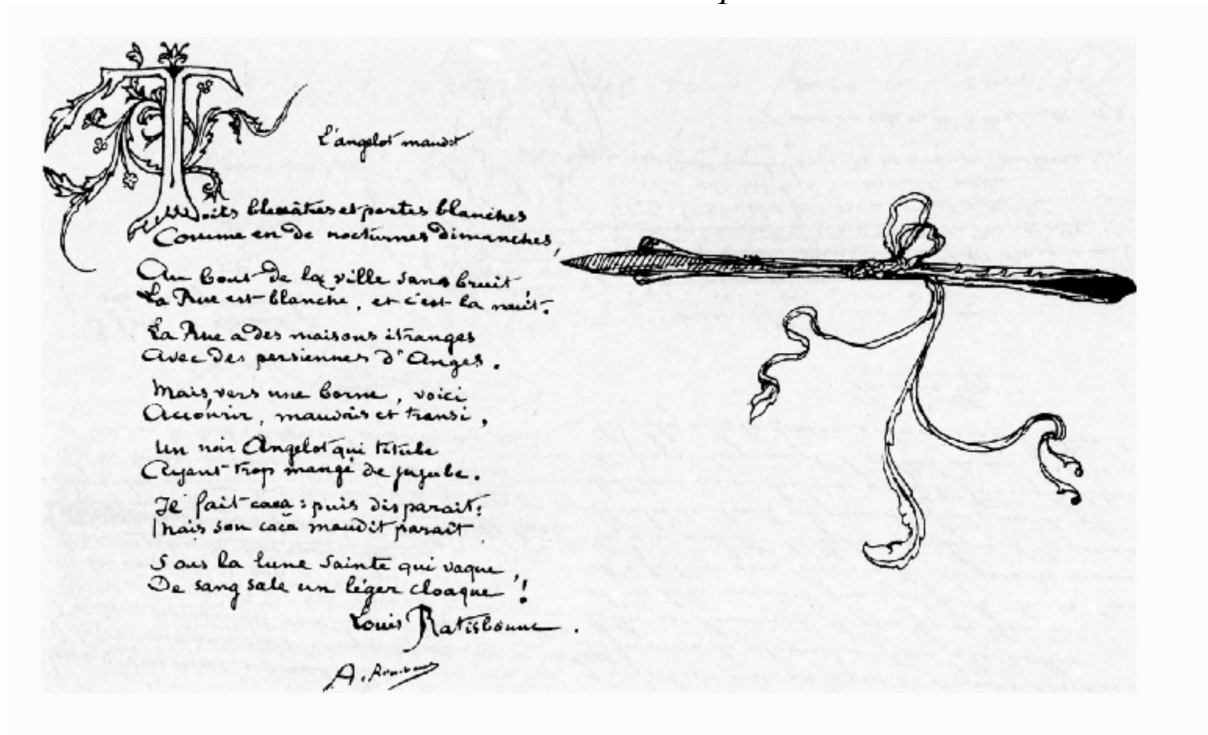 L'angelot maudit
Toits bleuâtres et portes blanches
Comme en de nocturnes dimanches,
Au bout de la ville sans bruit
La Rue est blanche, et c'est la nuit.
La Rue a des maisons étranges
Avec des persiennes d'Anges.
Mais, vers une borne, voici
Accourir, mauvais et transi,
Un noir Angelot qui titube
Ayant trop mangé de jujube.
Il fait caca : puis disparait :
Mais son caca maudit parait,
Sous la lune sainte qui vaque,
De sang sale un léger cloaque !
Louis Ratisbonne.
A. Rimbaud